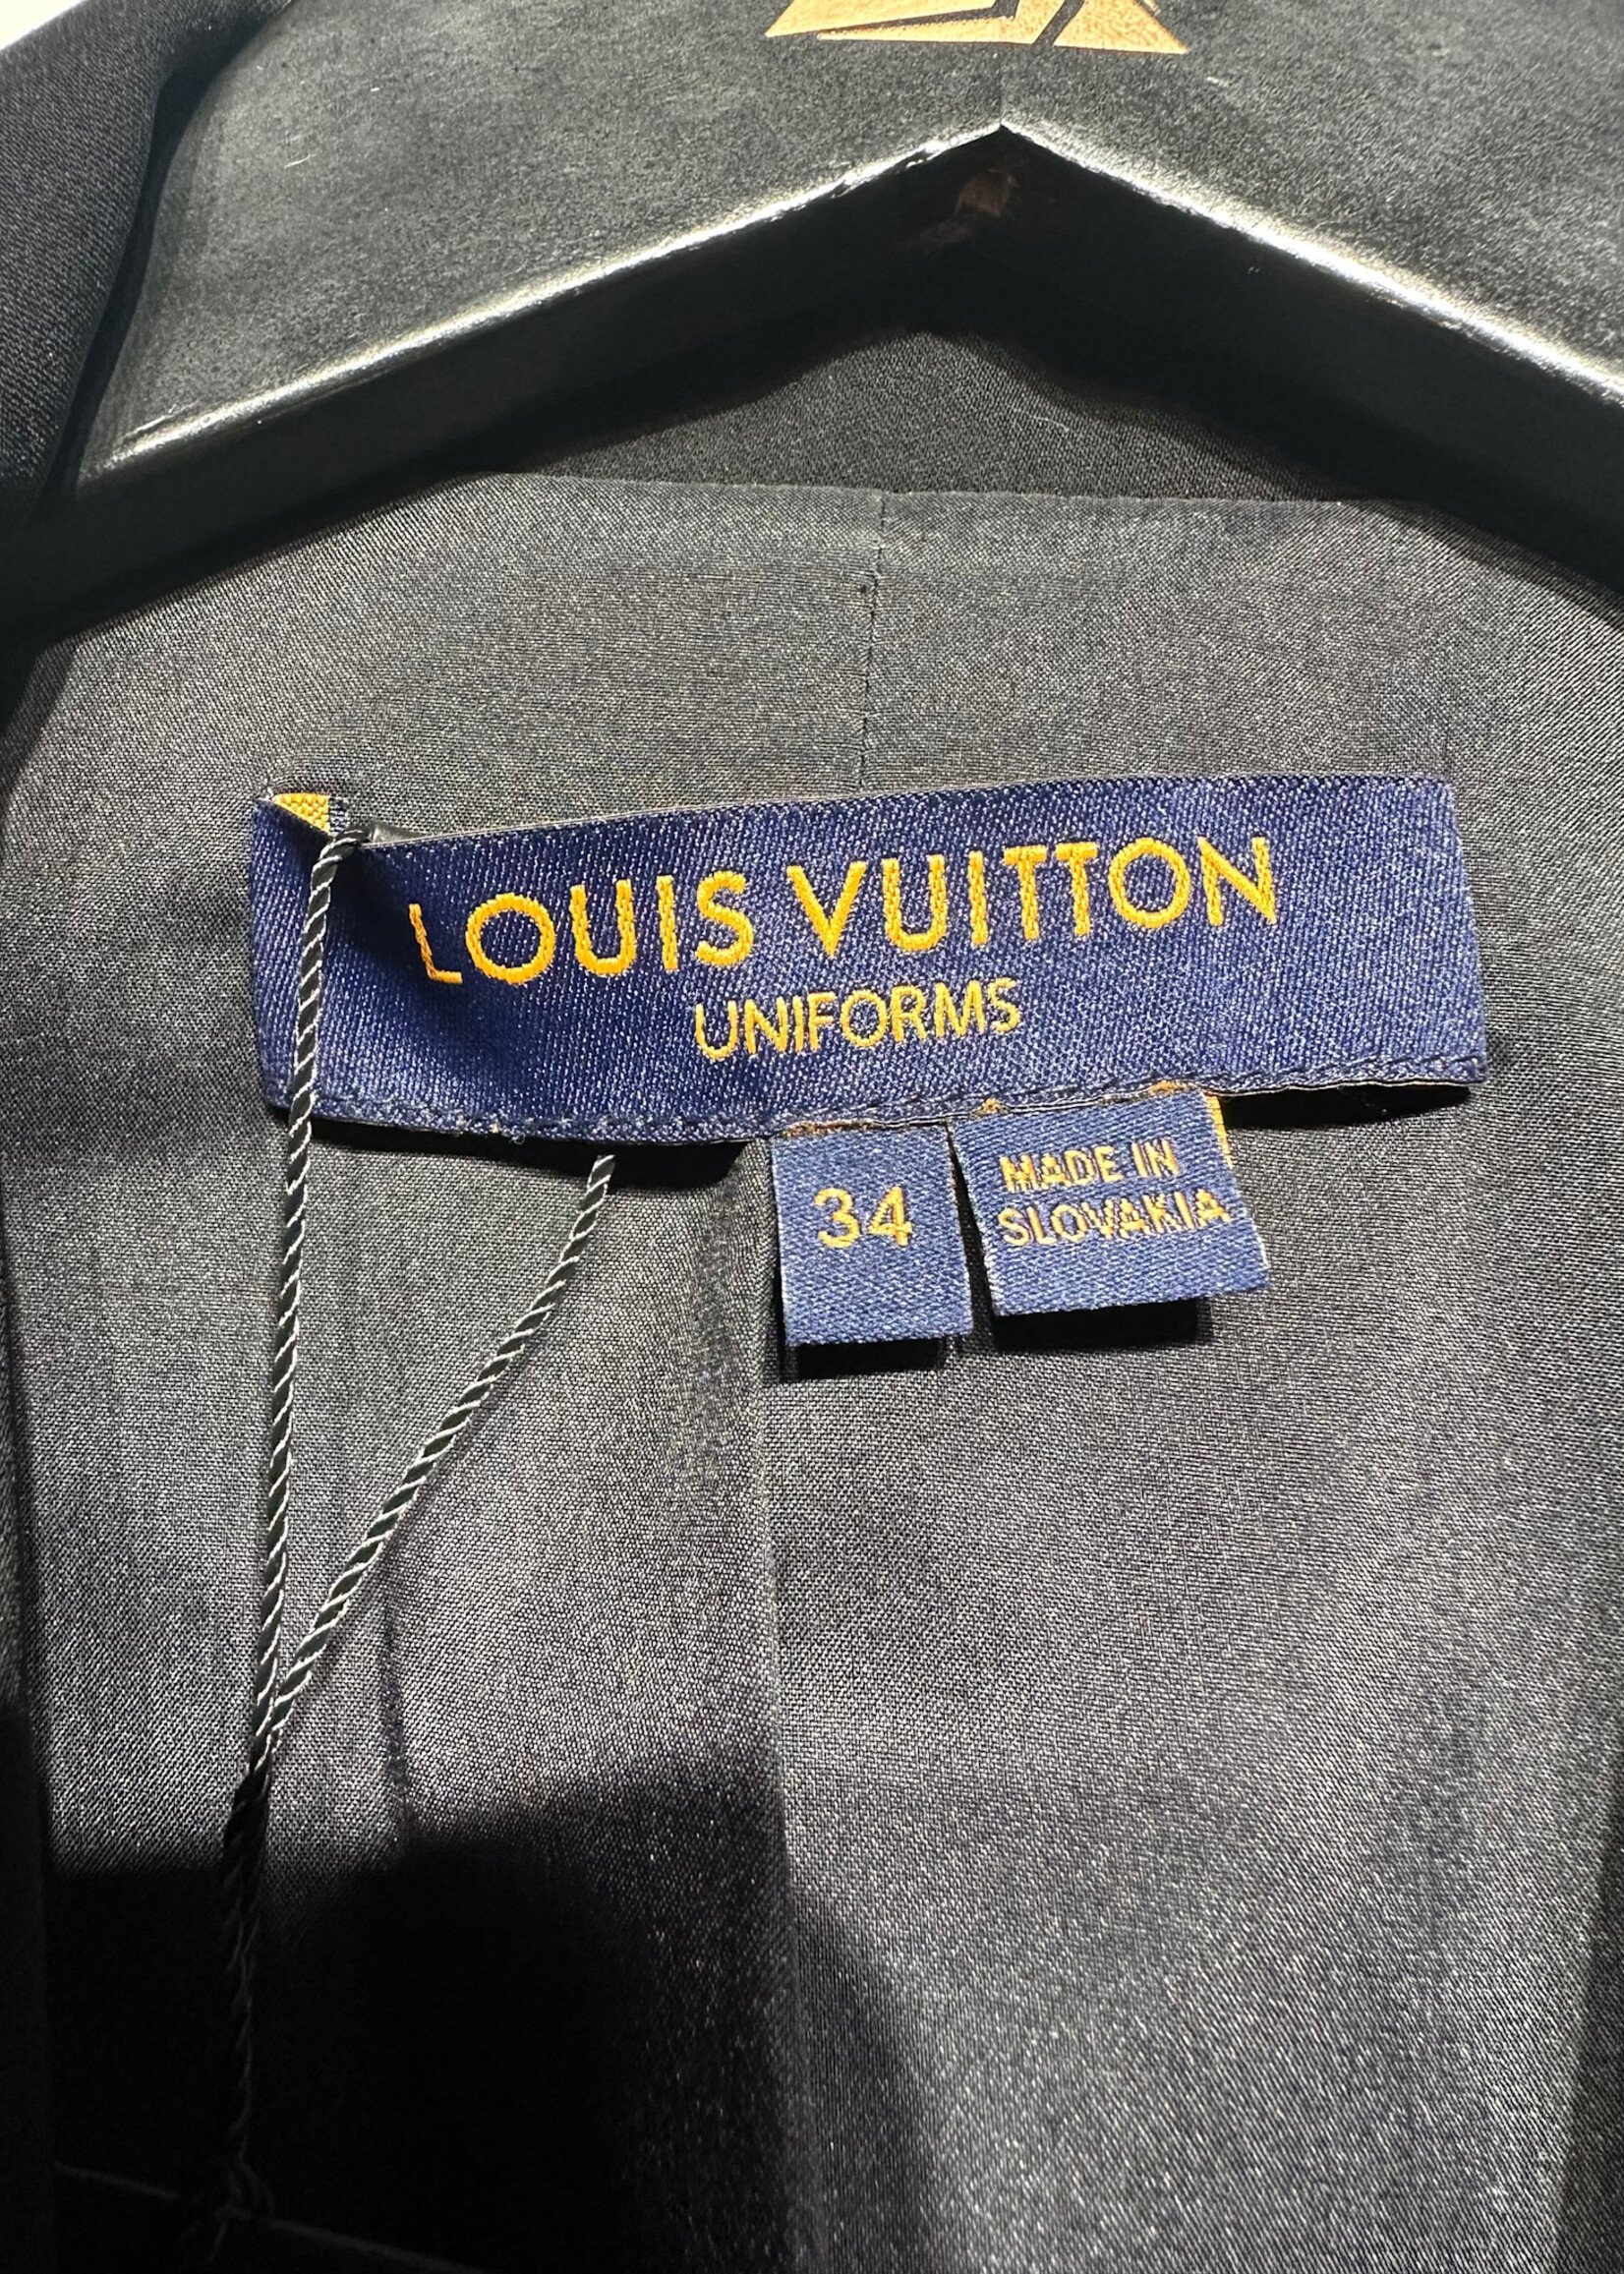 LOUIS VUITTON
UNIFORMS
34
MADE IN
SLOVAKIA